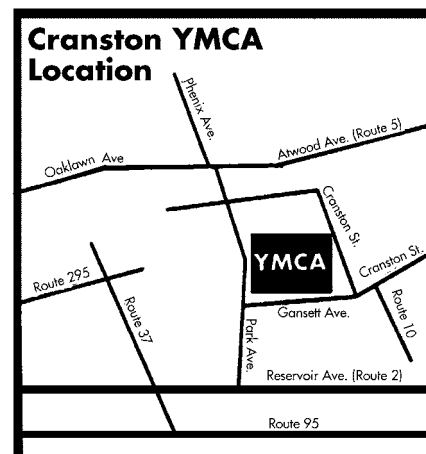 Cranston YMCA
Location
Phenix Ave.
Atwood Ave. (Route 5)
Oaklawn Ave
Cranston St.
YMCA
Cranston St.
Route 295
Route 37
Gansett Ave.
Route 10
Park Ave.
Reservoir Ave. (Route 2)
Route 95